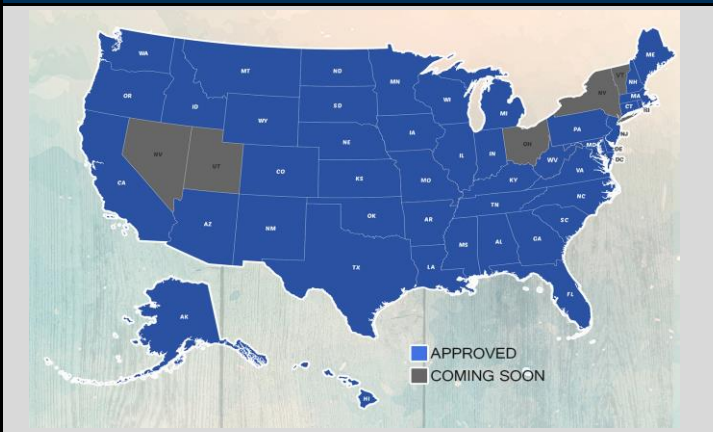 WA
MT
ND
MN
ME
OR
ID
SD
WI
MI
VT
NH
NY
MA
CT
RI
WY
NV
UT
NE
IA
PA
NJ
CA
CO
KS
MO
IL
IN
OH
WV
MD
DE
DC
VA
KY
AZ
NM
OK
AR
TN
NC
SC
TX
LA
MS
AL
GA
FL
AK
HI
APPROVED
COMING SOON